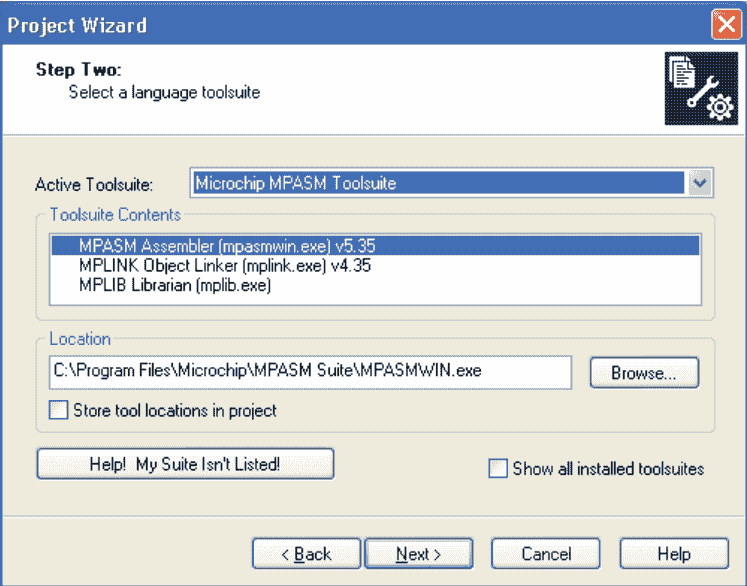 Project Wizard
Step Two:
Select a language toolsuite
Active Toolsuite: Microchip MPASM Toolsuite
Toolsuite Contents
MPASM Assembler (mpasmwin.exe) v5.35
MPLINK Object Linker (mplink.exe) v4.35
MPLIB Librarian (mplib.exe)
Location
C:\Program Files\Microchip\MPASM Suite\MPASMWIN.exe Browse...
Store tool locations in project
Help! My Suite Isn't Listed! Show all installed toolsuites
< Back Next > Cancel Help